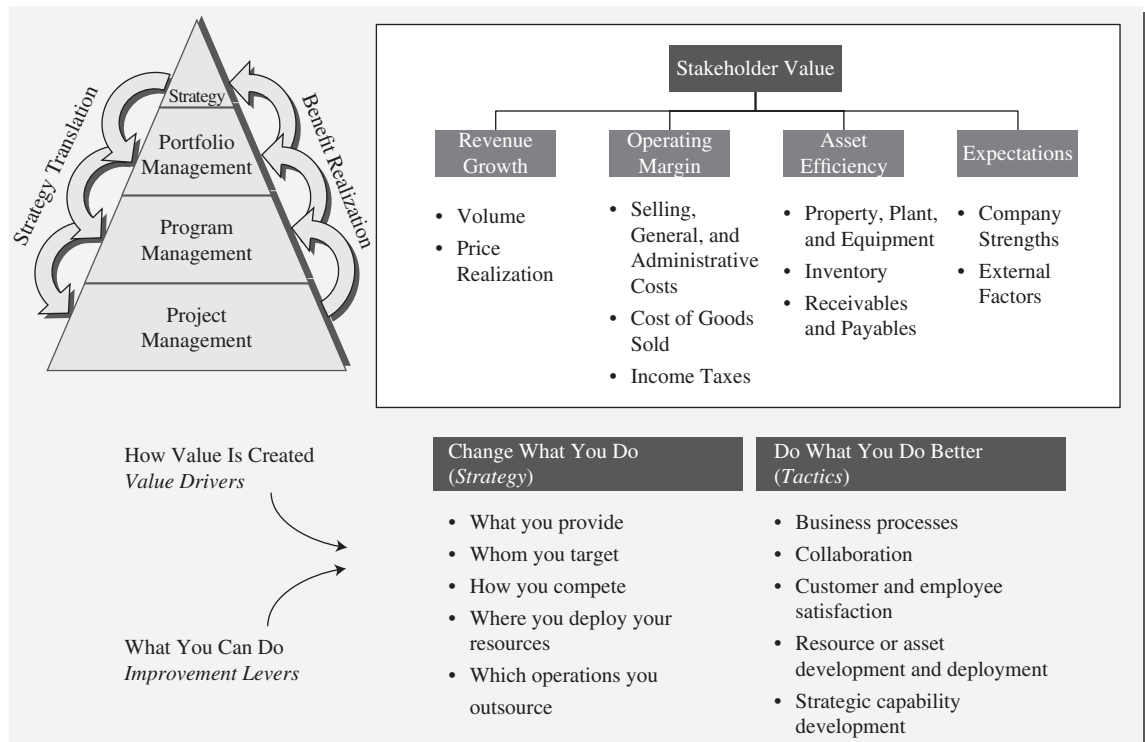 Strategy Translation
Benefit Realization
Strategy
Portfolio
Management
Program
Management
Project
Management
Stakeholder Value
Revenue
Growth
• Volume
• Price
Realization
Operating
Margin
• Selling,
General, and
Administrative
Costs
• Cost of Goods
Sold
• Income Taxes
Asset
Efficiency
• Property, Plant,
and Equipment
• Inventory
• Receivables
and Payables
Expectations
• Company
Strengths
• External
Factors
How Value Is Created
Value Drivers
What You Can Do
Improvement Levers
Change What You Do
(Strategy)
• What you provide
• Whom you target
• How you compete
• Where you deploy your
resources
• Which operations you
outsource
Do What You Do Better
(Tactics)
• Business processes
• Collaboration
• Customer and employee
satisfaction
• Resource or asset
development and deployment
• Strategic capability
development